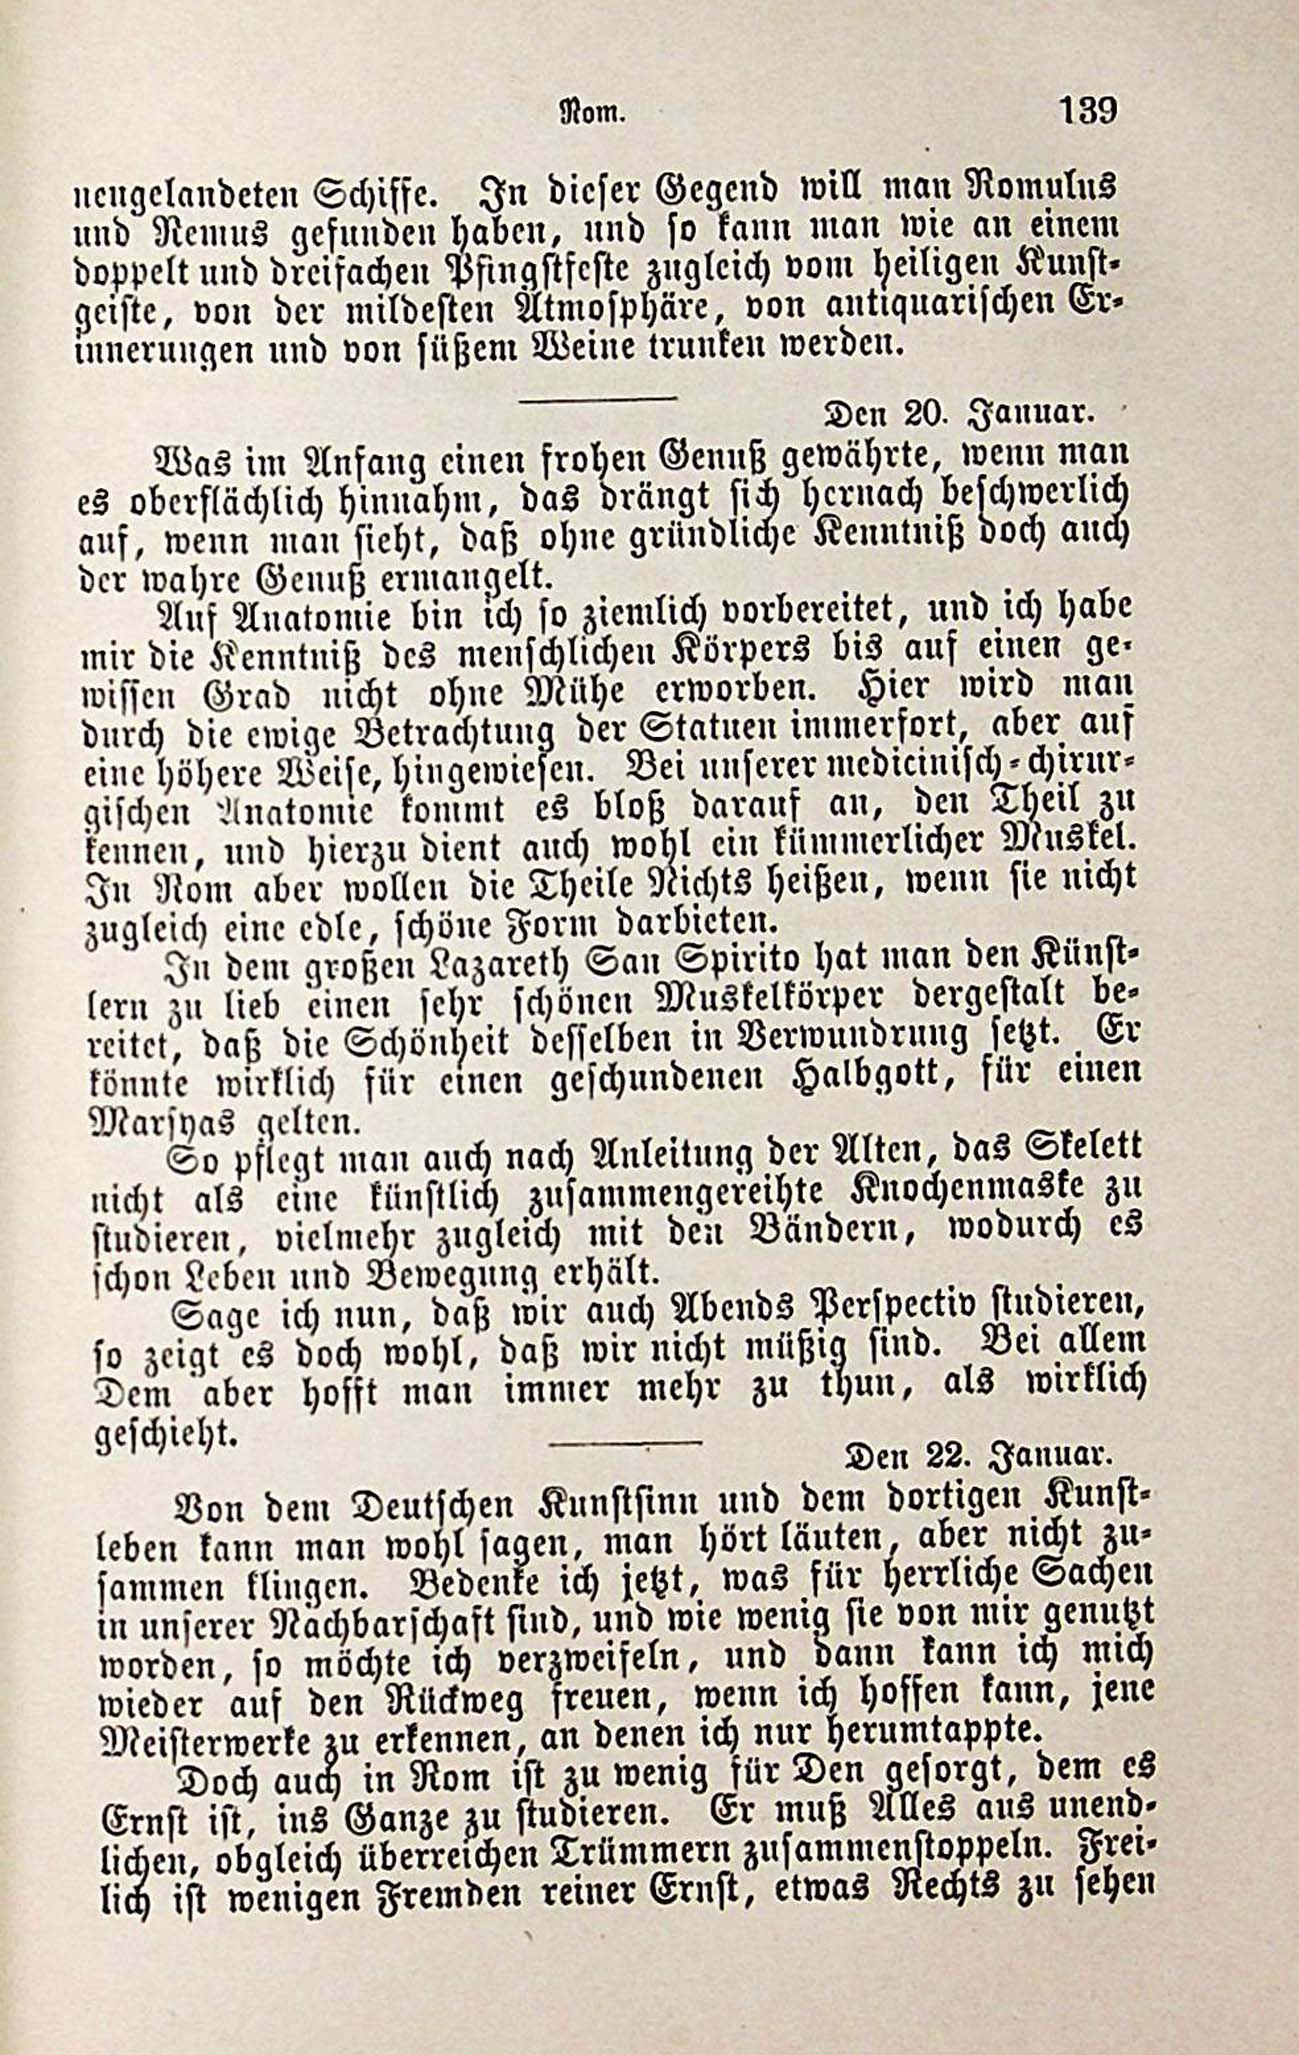 Rom. 139
neugelandeten Schiffe. In dieser Gegend will man Romulus
und Remus gefunden haben, und so kann man wie an einem
doppelt und dreifachen Pfingstfeste zugleich vom heiligen Kunst-
geiste, von der mildesten Atmosphäre, von antiquarischen Er-
innerungen und von süßem Weine trunken werden.
Den 20. Januar.
Was im Anfang einen frohen Genuß gewährte, wenn man
es oberflächlich hinnahm, das drängt sich hernach beschwerlich
auf, wenn man sieht, daß ohne gründliche Kenntniß doch auch
der wahre Genuß ermangelt.
Auf Anatomie bin ich so ziemlich vorbereitet, und ich habe
mir die Kenntniß des menschlichen Körpers bis auf einen ge-
wissen Grad nicht ohne Mühe erworben. Hier wird man
durch die ewige Betrachtung der Statuen immerfort, aber auf
eine höhere Weise, hingewiesen. Bei unserer medicinisch-chirur-
gischen Anatomie kommt es bloß darauf an, den Theil zu
kennen, und hierzu dient auch wohl ein kümmerlicher Muskel.
In Rom aber wollen die Theile Nichts heißen, wenn sie nicht
zugleich eine edle, schöne Form darbieten.
In dem großen Lazareth San Spirito hat man den Künst-
lern zu lieb einen sehr schönen Muskelkörper dergestalt be-
reitet, daß die Schönheit desselben in Verwundrung setzt. Er
könnte wirklich für einen geschundenen Halbgott, für einen
Marsyas gelten.
So pflegt man auch nach Anleitung der Alten, das Skelett
nicht als eine künstlich zusammengereihte Knochenmaske zu
studieren, vielmehr zugleich mit den Bändern, wodurch es
schon Leben und Bewegung erhält.
Sage ich nun, daß wir auch Abends Perspectiv studieren,
so zeigt es doch wohl, daß wir nicht müßig sind. Bei allem
Dem aber hofft man immer mehr zu thun, als wirklich
geschieht.
Den 22. Januar.
Von dem Deutschen Kunstsinn und dem dortigen Kunst-
leben kann man wohl sagen, man hört läuten, aber nicht zu-
sammen klingen. Bedenke ich jetzt, was für herrliche Sachen
in unserer Nachbarschaft sind, und wie wenig sie von mir genutzt
worden, so möchte ich verzweifeln, und dann kann ich mich
wieder auf den Rückweg freuen, wenn ich hoffen kann, jene
Meisterwerke zu erkennen, an denen ich nur herumtappte.
Doch auch in Rom ist zu wenig für Den gesorgt, dem es
Ernst ist, ins Ganze zu studieren. Er muß Alles aus unend-
lichen, obgleich überreichen Trümmern zusammenstoppeln. Frei-
lich ist wenigen Fremden reiner Ernst, etwas Rechts zu sehen